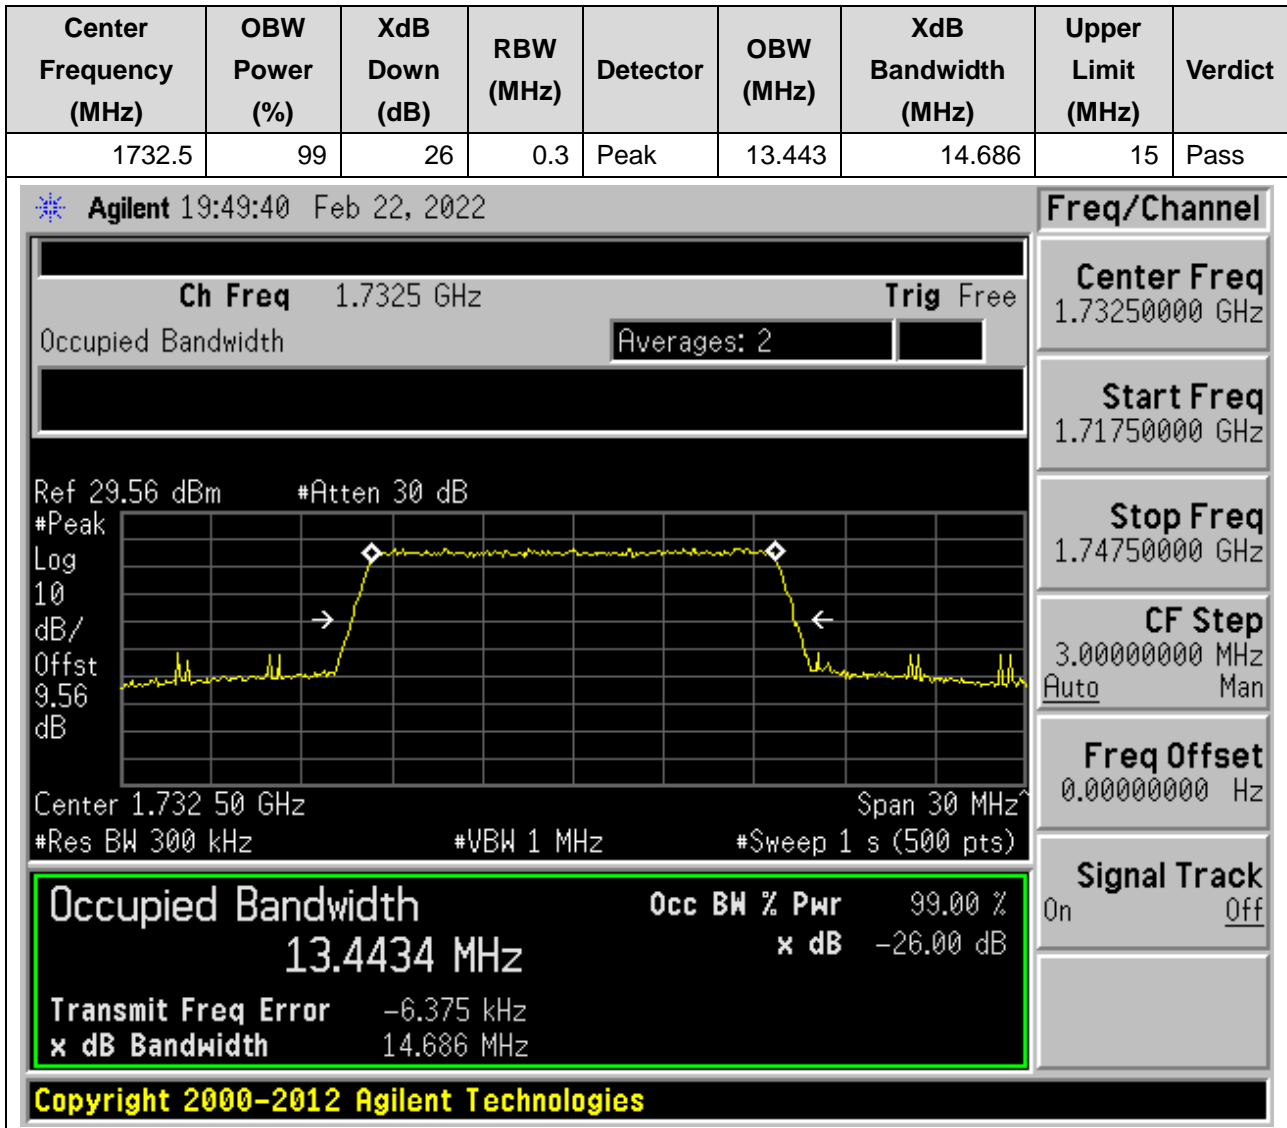 Center Frequency (MHz) OBW Power (%) XdB Down (dB) RBW (MHz) Detector OBW (MHz) XdB Bandwidth (MHz) Upper Limit (MHz) Verdict
1732.5 99 26 0.3 Peak 13.443 14.686 15 Pass
Agilent 19:49:40 Feb 22, 2022
Freq/Channel
Ch Freq 1.7325 GHz Trig Free
Occupied Bandwidth Averages: 2
Center Freq
1.73250000 GHz
Start Freq
1.71750000 GHz
Stop Freq
1.74750000 GHz
CF Step
3.00000000 MHz
Auto Man
Freq Offset
0.00000000 Hz
Signal Track
On Off
Ref 29.56 dBm #Atten 30 dB
#Peak
Log
10
dB/
Offst
9.56
dB
Center 1.732 50 GHz Span 30 MHz^
#Res BW 300 kHz #VBW 1 MHz #Sweep 1 s (500 pts)
Occupied Bandwidth Occ BW % Pwr 99.00 %
13.4434 MHz x dB -26.00 dB
Transmit Freq Error -6.375 kHz
x dB Bandwidth 14.686 MHz
Copyright 2000-2012 Agilent Technologies